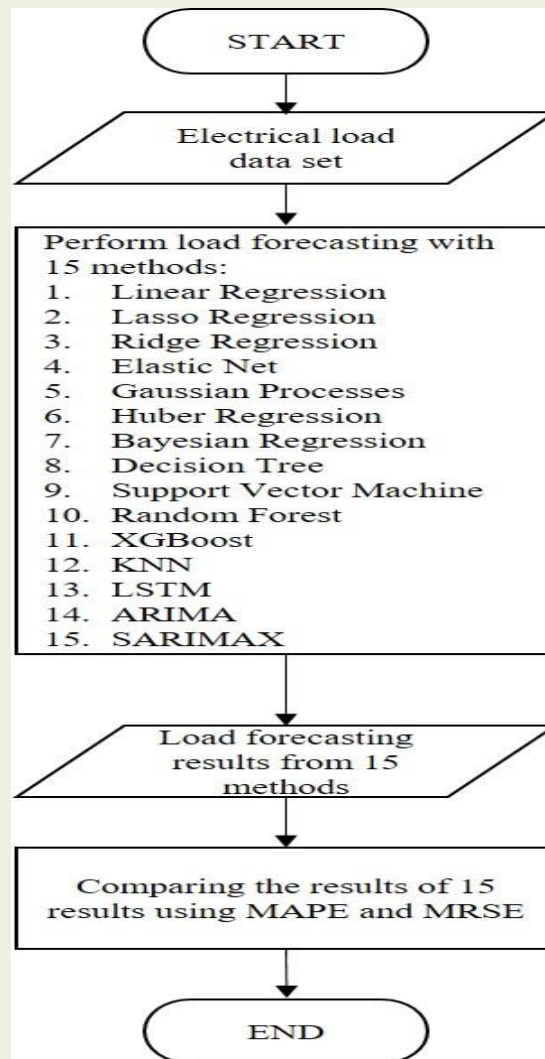 START
Electrical load
data set
Perform load forecasting with
15 methods:
1. Linear Regression
2. Lasso Regression
3. Ridge Regression
4. Elastic Net
5. Gaussian Processes
6. Huber Regression
7. Bayesian Regression
8. Decision Tree
9. Support Vector Machine
10. Random Forest
11. XGBoost
12. KNN
13. LSTM
14. ARIMA
15. SARIMAX
Load forecasting
results from 15
methods
Comparing the results of 15
results using MAPE and MRSE
END